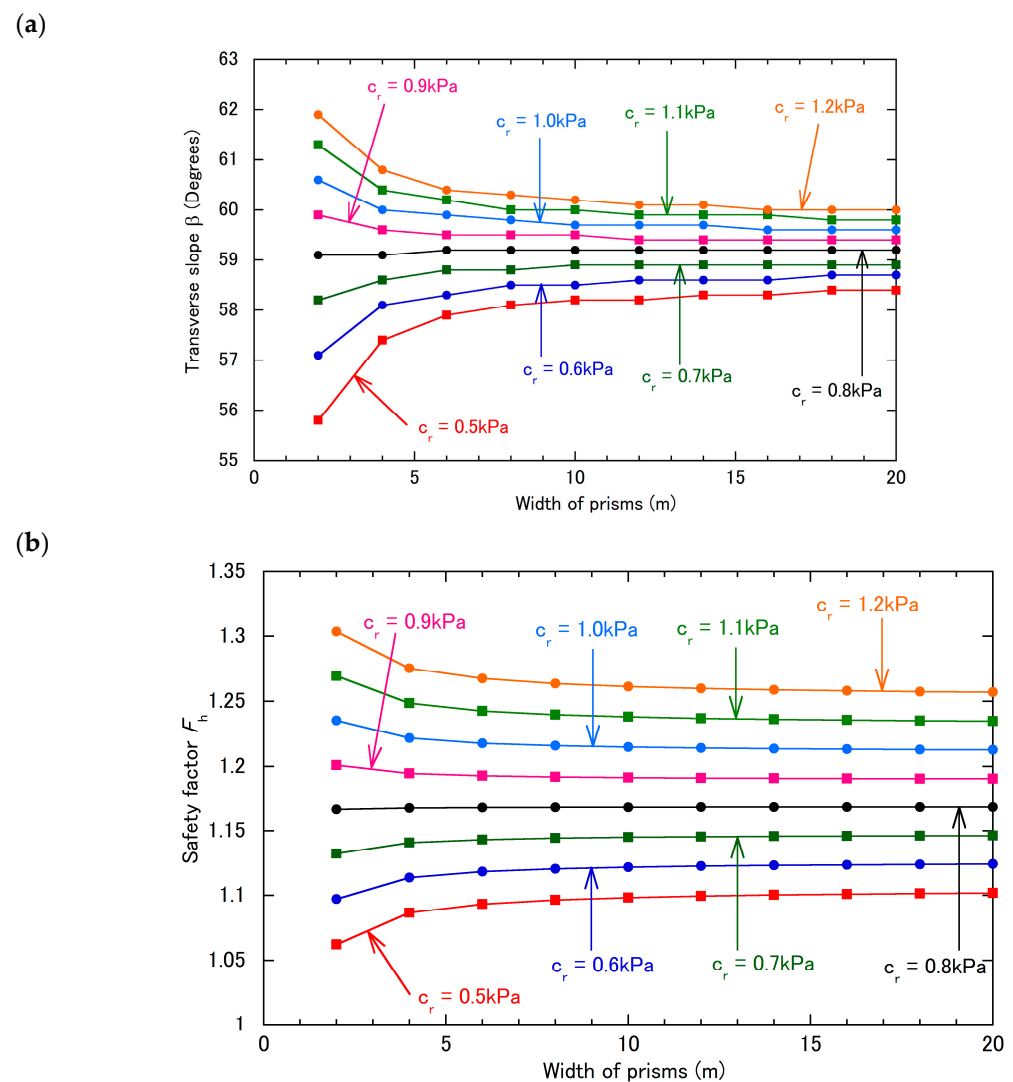 (a)
63
62
61
60
59
58
57
56
55
Transverse slope β (Degrees)
c_r = 0.9kPa
c_r = 1.0kPa
c_r = 1.1kPa
c_r = 1.2kPa
c_r = 0.6kPa
c_r = 0.7kPa
c_r = 0.8kPa
c_r = 0.5kPa
0 5 10 15 20
Width of prisms (m)
(b)
1.35
1.3
1.25
1.2
1.15
1.1
1.05
1
Safety factor F_h
c_r = 0.9kPa
c_r = 1.0kPa
c_r = 1.1kPa
c_r = 1.2kPa
c_r = 0.6kPa
c_r = 0.7kPa
c_r = 0.8kPa
c_r = 0.5kPa
0 5 10 15 20
Width of prisms (m)